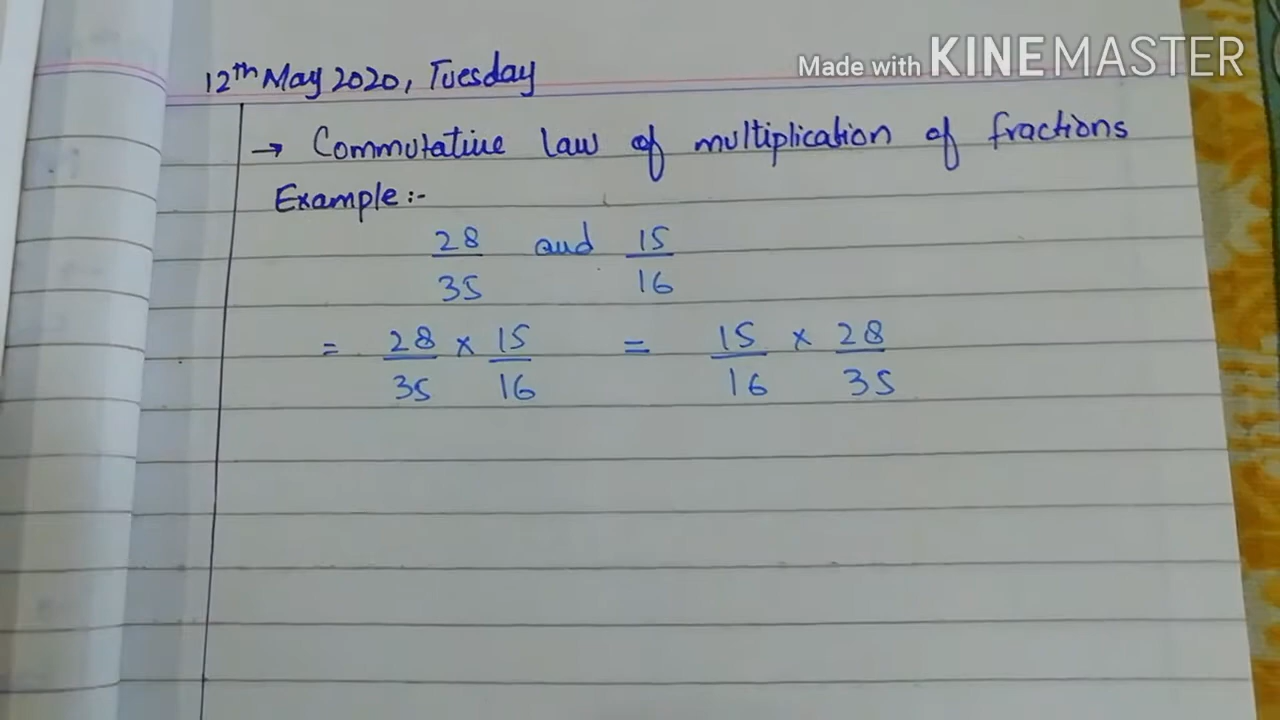 Made with KINEMASTER
12th May 2020, Tuesday
→ Commutative law of multiplication of fractions
Example:-
28/35 and 15/16
= 28/35 × 15/16 = 15/16 × 28/35